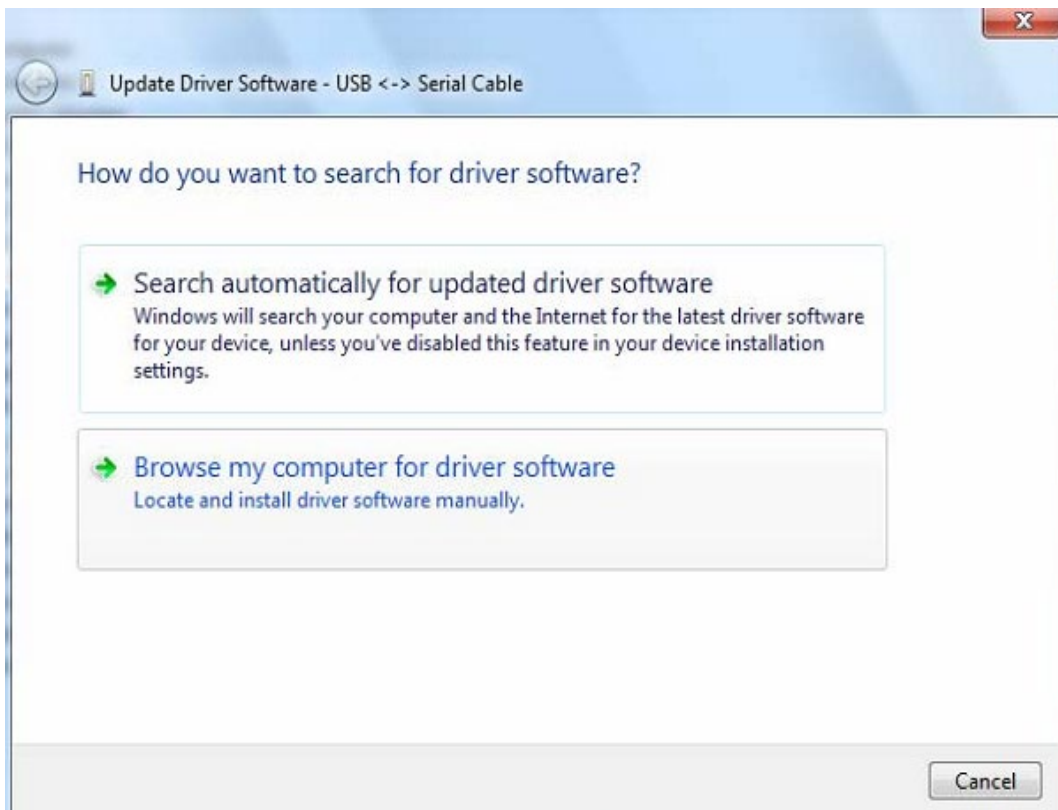 Update Driver Software - USB <-> Serial Cable
How do you want to search for driver software?
Search automatically for updated driver software
Windows will search your computer and the Internet for the latest driver software
for your device, unless you've disabled this feature in your device installation
settings.
Browse my computer for driver software
Locate and install driver software manually.
Cancel